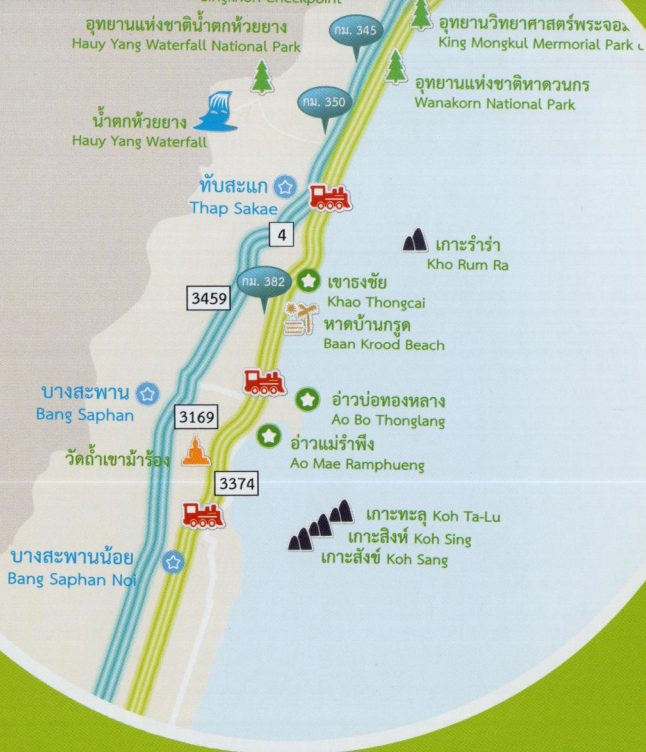 Singkhon Checkpoint
อุทยานแห่งชาติน้ำตกห้วยยาง
Hauy Yang Waterfall National Park
กม. 345
อุทยานวิทยาศาสตร์พระจอม
King Mongkul Mermorial Park
กม. 350
อุทยานแห่งชาติหาดวนกร
Wanakorn National Park
น้ำตกห้วยยาง
Hauy Yang Waterfall
ทับสะแก
Thap Sakae
4
เกาะรำร่า
Kho Rum Ra
3459
กม. 382
เขาธงชัย
Khao Thongcai
หาดบ้านกรูด
Baan Krood Beach
บางสะพาน
Bang Saphan
3169
อ่าวบ่อทองหลาง
Ao Bo Thonglang
วัดถ้ำเขาม้าร้อง
อ่าวแม่รำพึง
Ao Mae Ramphueng
3374
เกาะทะลุ Koh Ta-Lu
เกาะสิงห์ Koh Sing
เกาะสังข์ Koh Sang
บางสะพานน้อย
Bang Saphan Noi